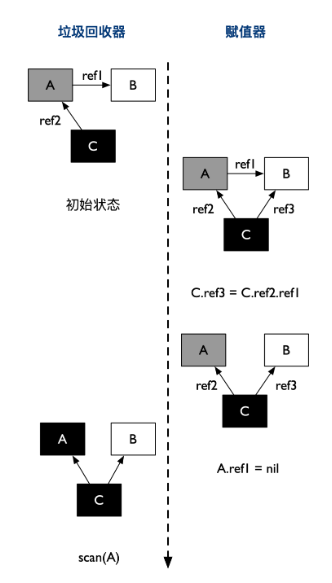 垃圾回收器
赋值器
A
ref1
B
ref2
C
初始状态
A
ref1
B
ref2
ref3
C
C.ref3 = C.ref2.ref1
A
B
ref2
ref3
C
A.ref1 = nil
A
B
C
scan(A)